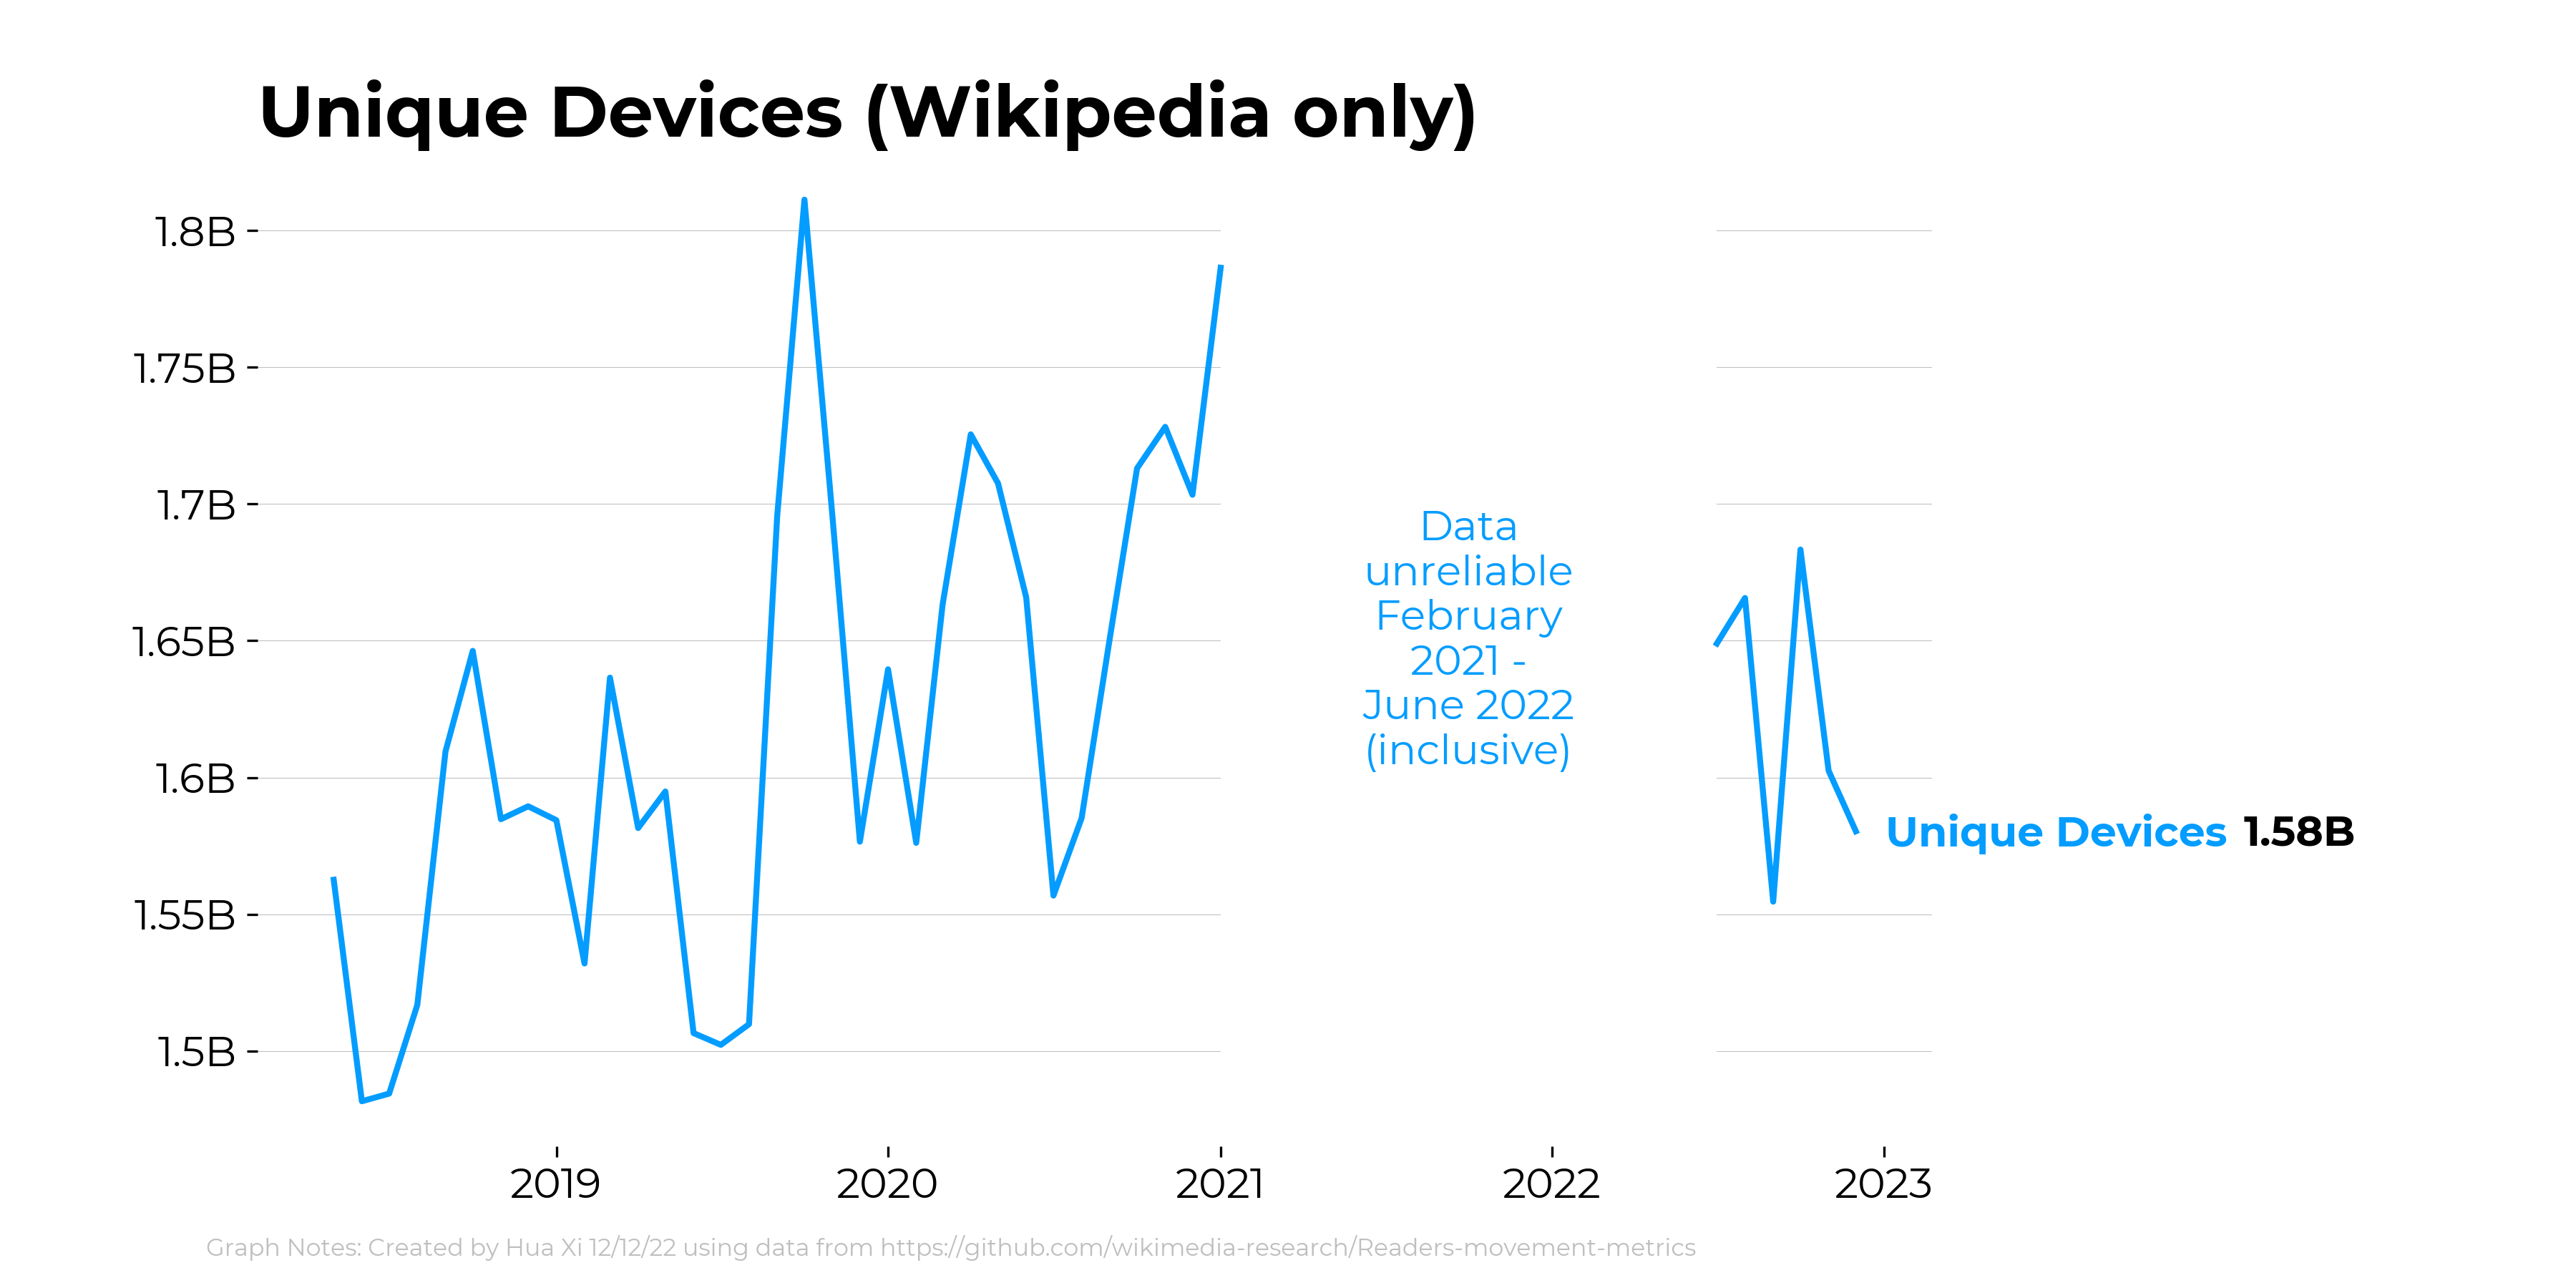 Unique Devices (Wikipedia only)
1.8B
1.75B
1.7B
1.65B
1.6B
1.55B
1.5B
Data
unreliable
February
2021 -
June 2022
(inclusive)
Unique Devices 1.58B
2019
2020
2021
2022
2023
Graph Notes: Created by Hua Xi 12/12/22 using data from https://github.com/wikimedia-research/Readers-movement-metrics